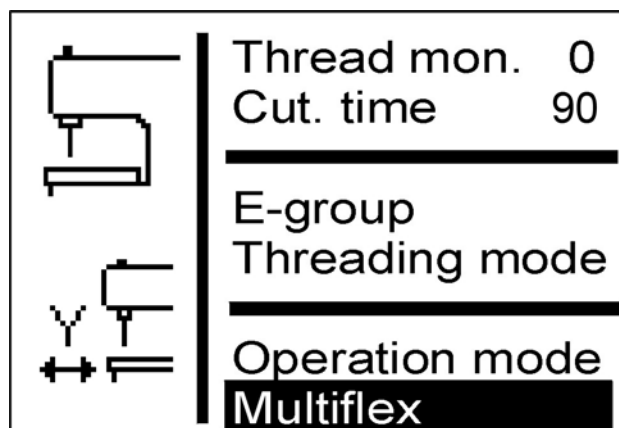 Thread mon. 0
Cut. time 90
E-group
Threading mode
Operation mode
Multiflex